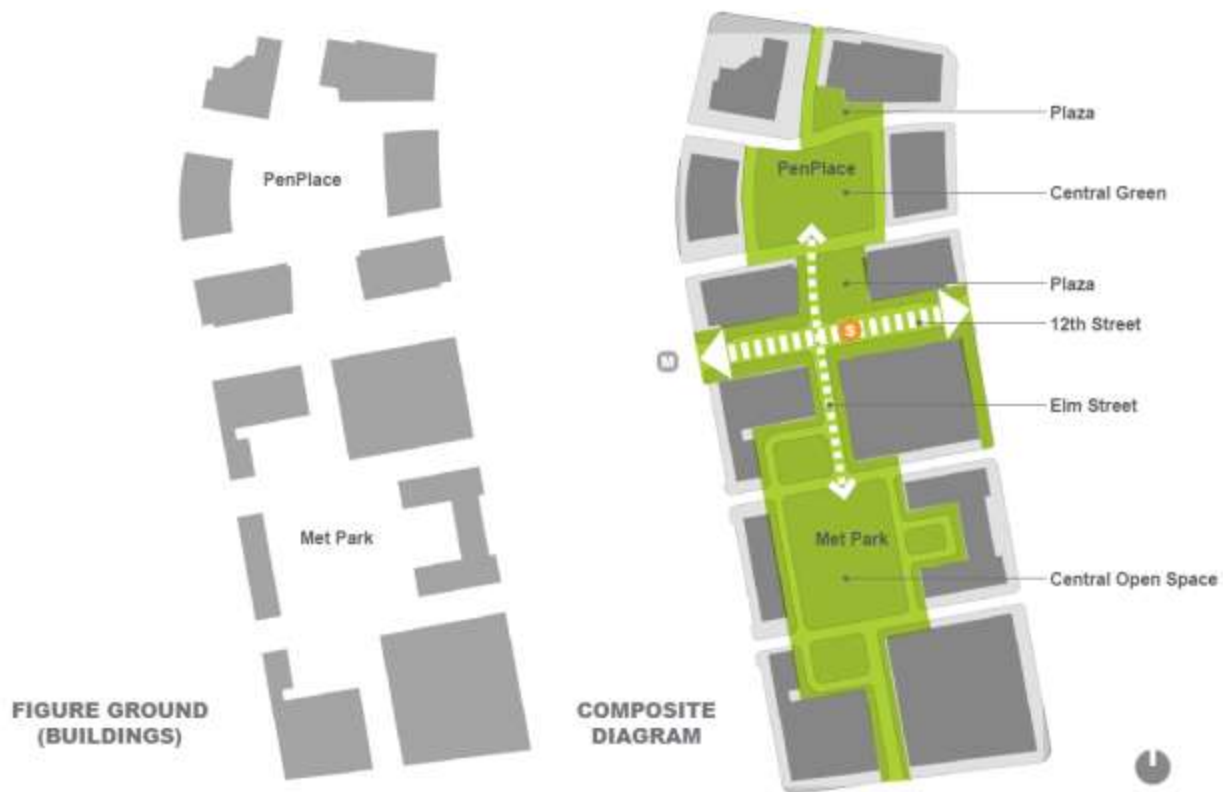 PenPlace
Met Park
FIGURE GROUND
(BUILDINGS)
PenPlace
Met Park
M
S
Plaza
Central Green
Plaza
12th Street
Elm Street
Central Open Space
COMPOSITE
DIAGRAM